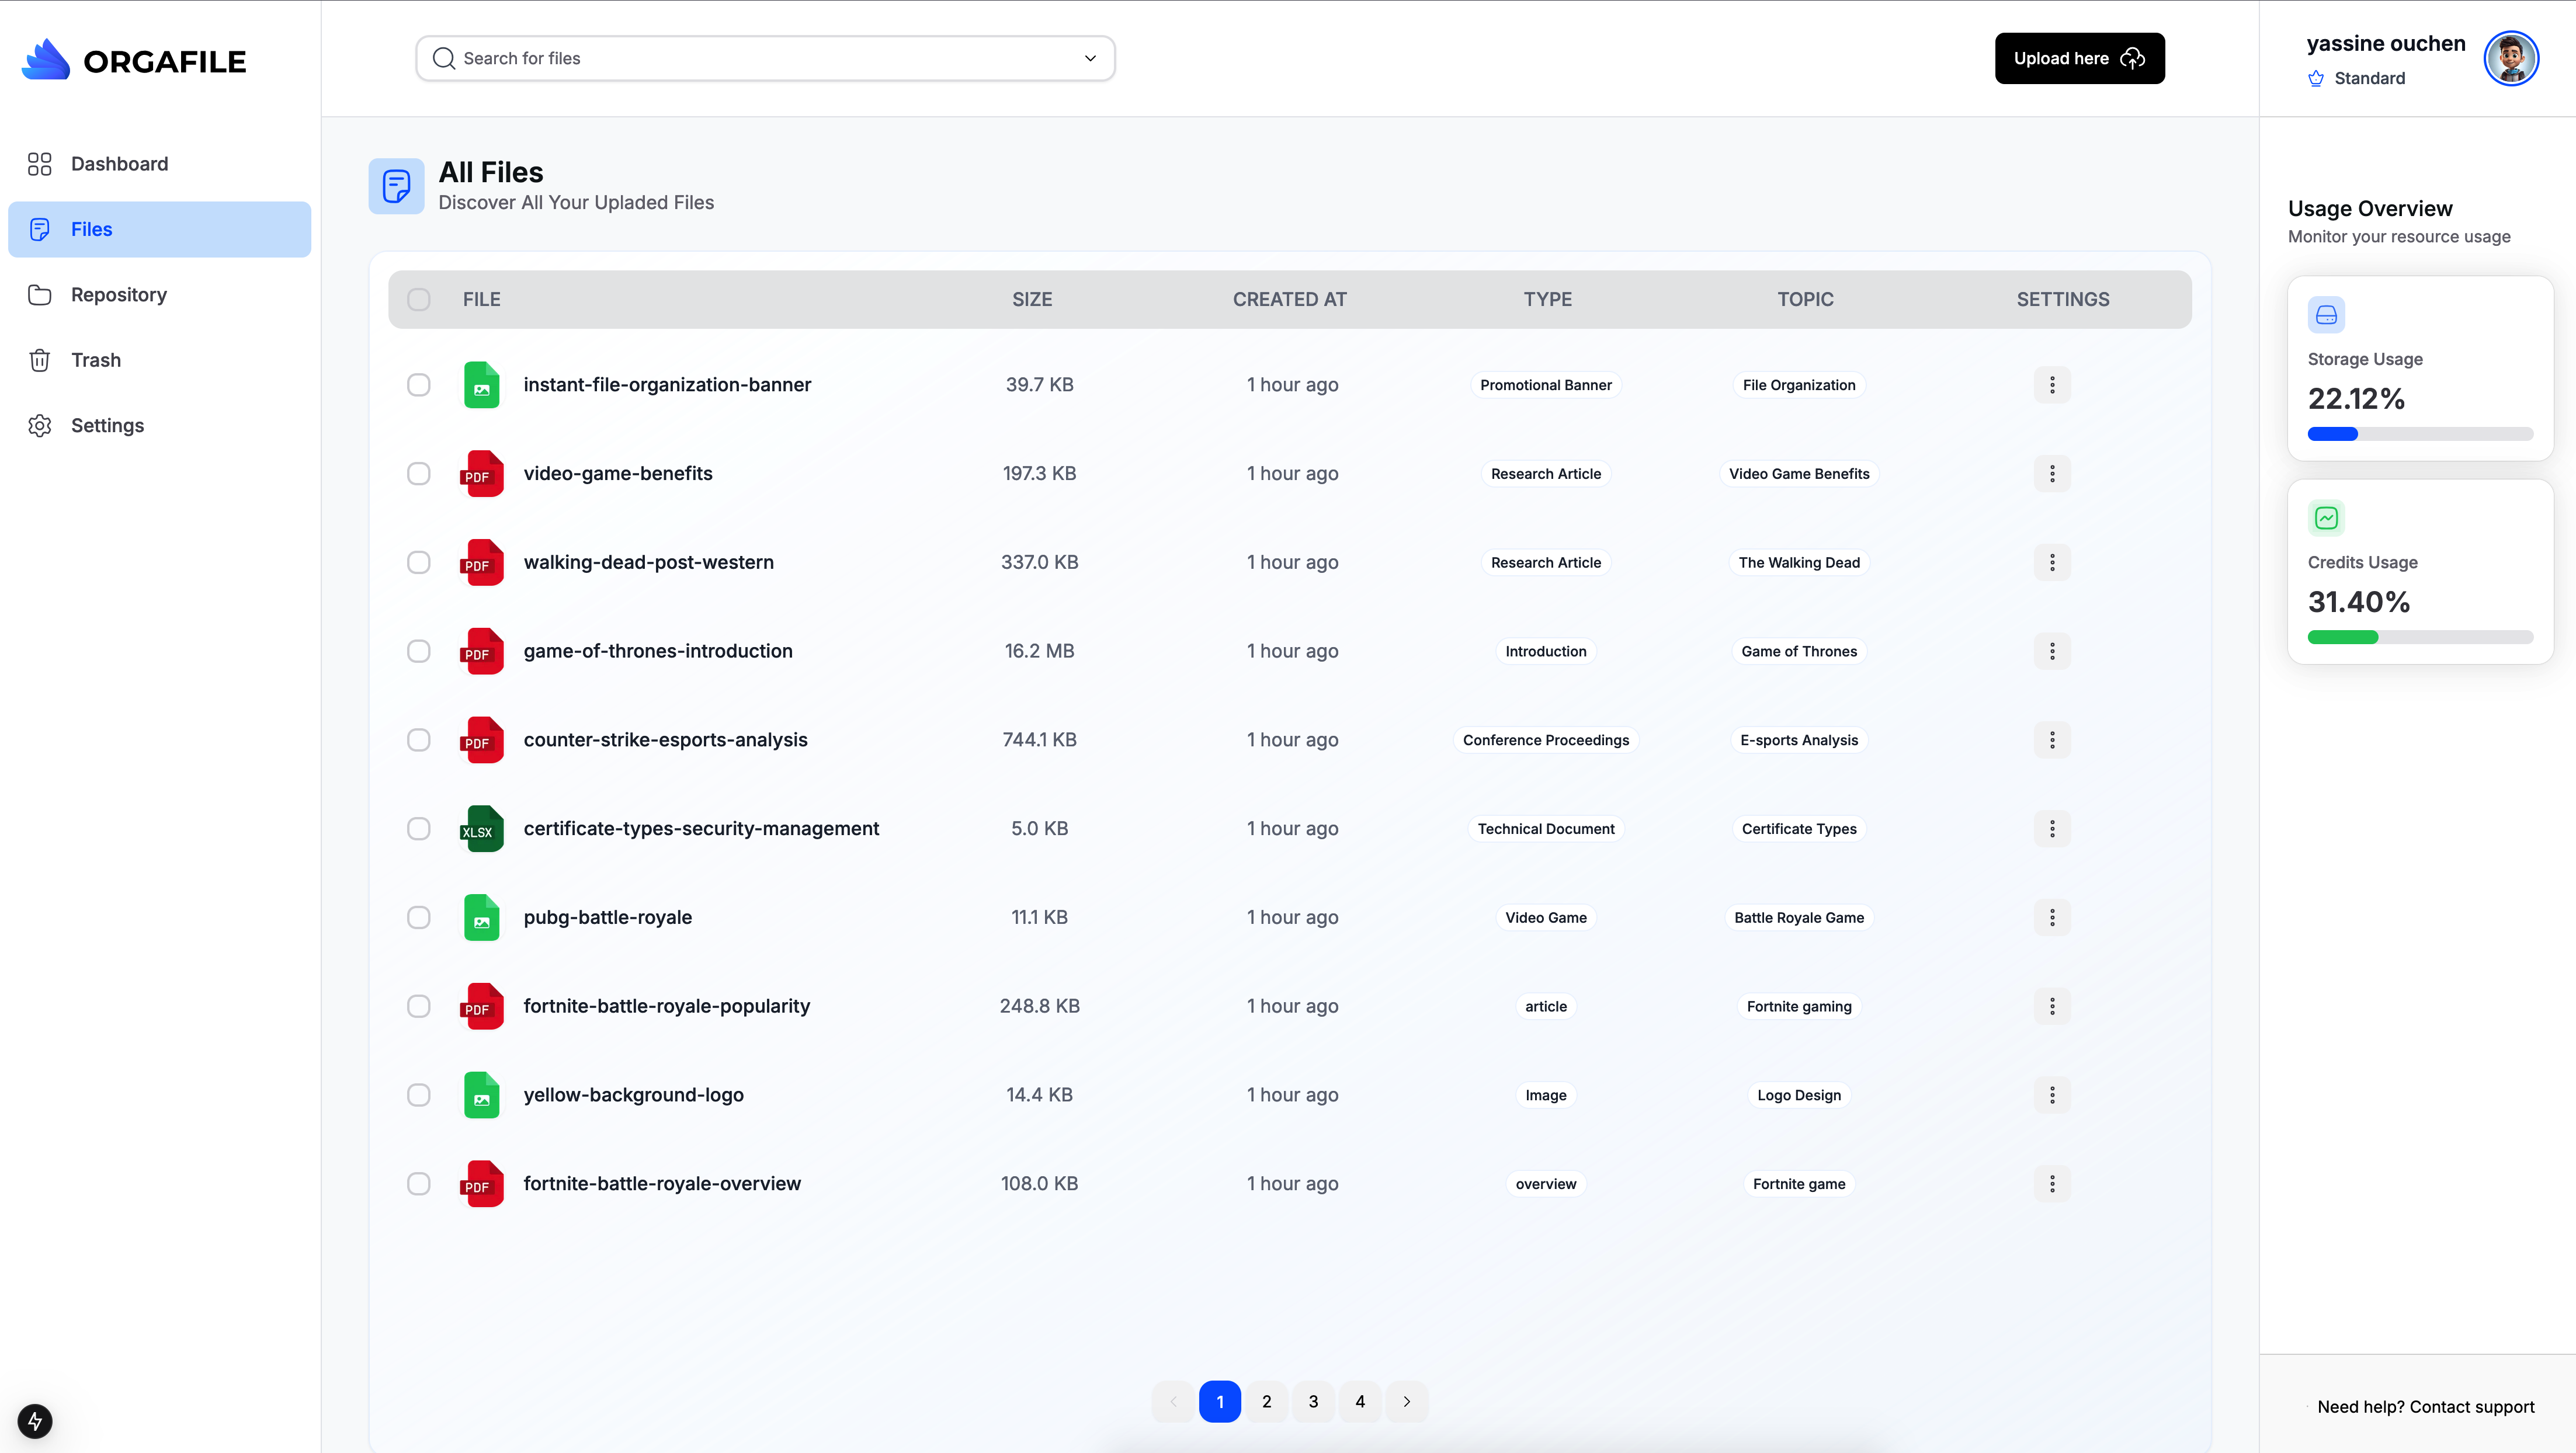 ORGAFILE
Search for files
Upload here
yassine ouchen
Standard
Dashboard
Files
Repository
Trash
Settings
All Files
Discover All Your Upladed Files
FILE SIZE CREATED AT TYPE TOPIC SETTINGS
instant-file-organization-banner 39.7 KB 1 hour ago Promotional Banner File Organization
PDF video-game-benefits 197.3 KB 1 hour ago Research Article Video Game Benefits
PDF walking-dead-post-western 337.0 KB 1 hour ago Research Article The Walking Dead
PDF game-of-thrones-introduction 16.2 MB 1 hour ago Introduction Game of Thrones
PDF counter-strike-esports-analysis 744.1 KB 1 hour ago Conference Proceedings E-sports Analysis
XLSX certificate-types-security-management 5.0 KB 1 hour ago Technical Document Certificate Types
pubg-battle-royale 11.1 KB 1 hour ago Video Game Battle Royale Game
PDF fortnite-battle-royale-popularity 248.8 KB 1 hour ago article Fortnite gaming
yellow-background-logo 14.4 KB 1 hour ago Image Logo Design
PDF fortnite-battle-royale-overview 108.0 KB 1 hour ago overview Fortnite game
1 2 3 4
Usage Overview
Monitor your resource usage
Storage Usage
22.12%
Credits Usage
31.40%
Need help? Contact support